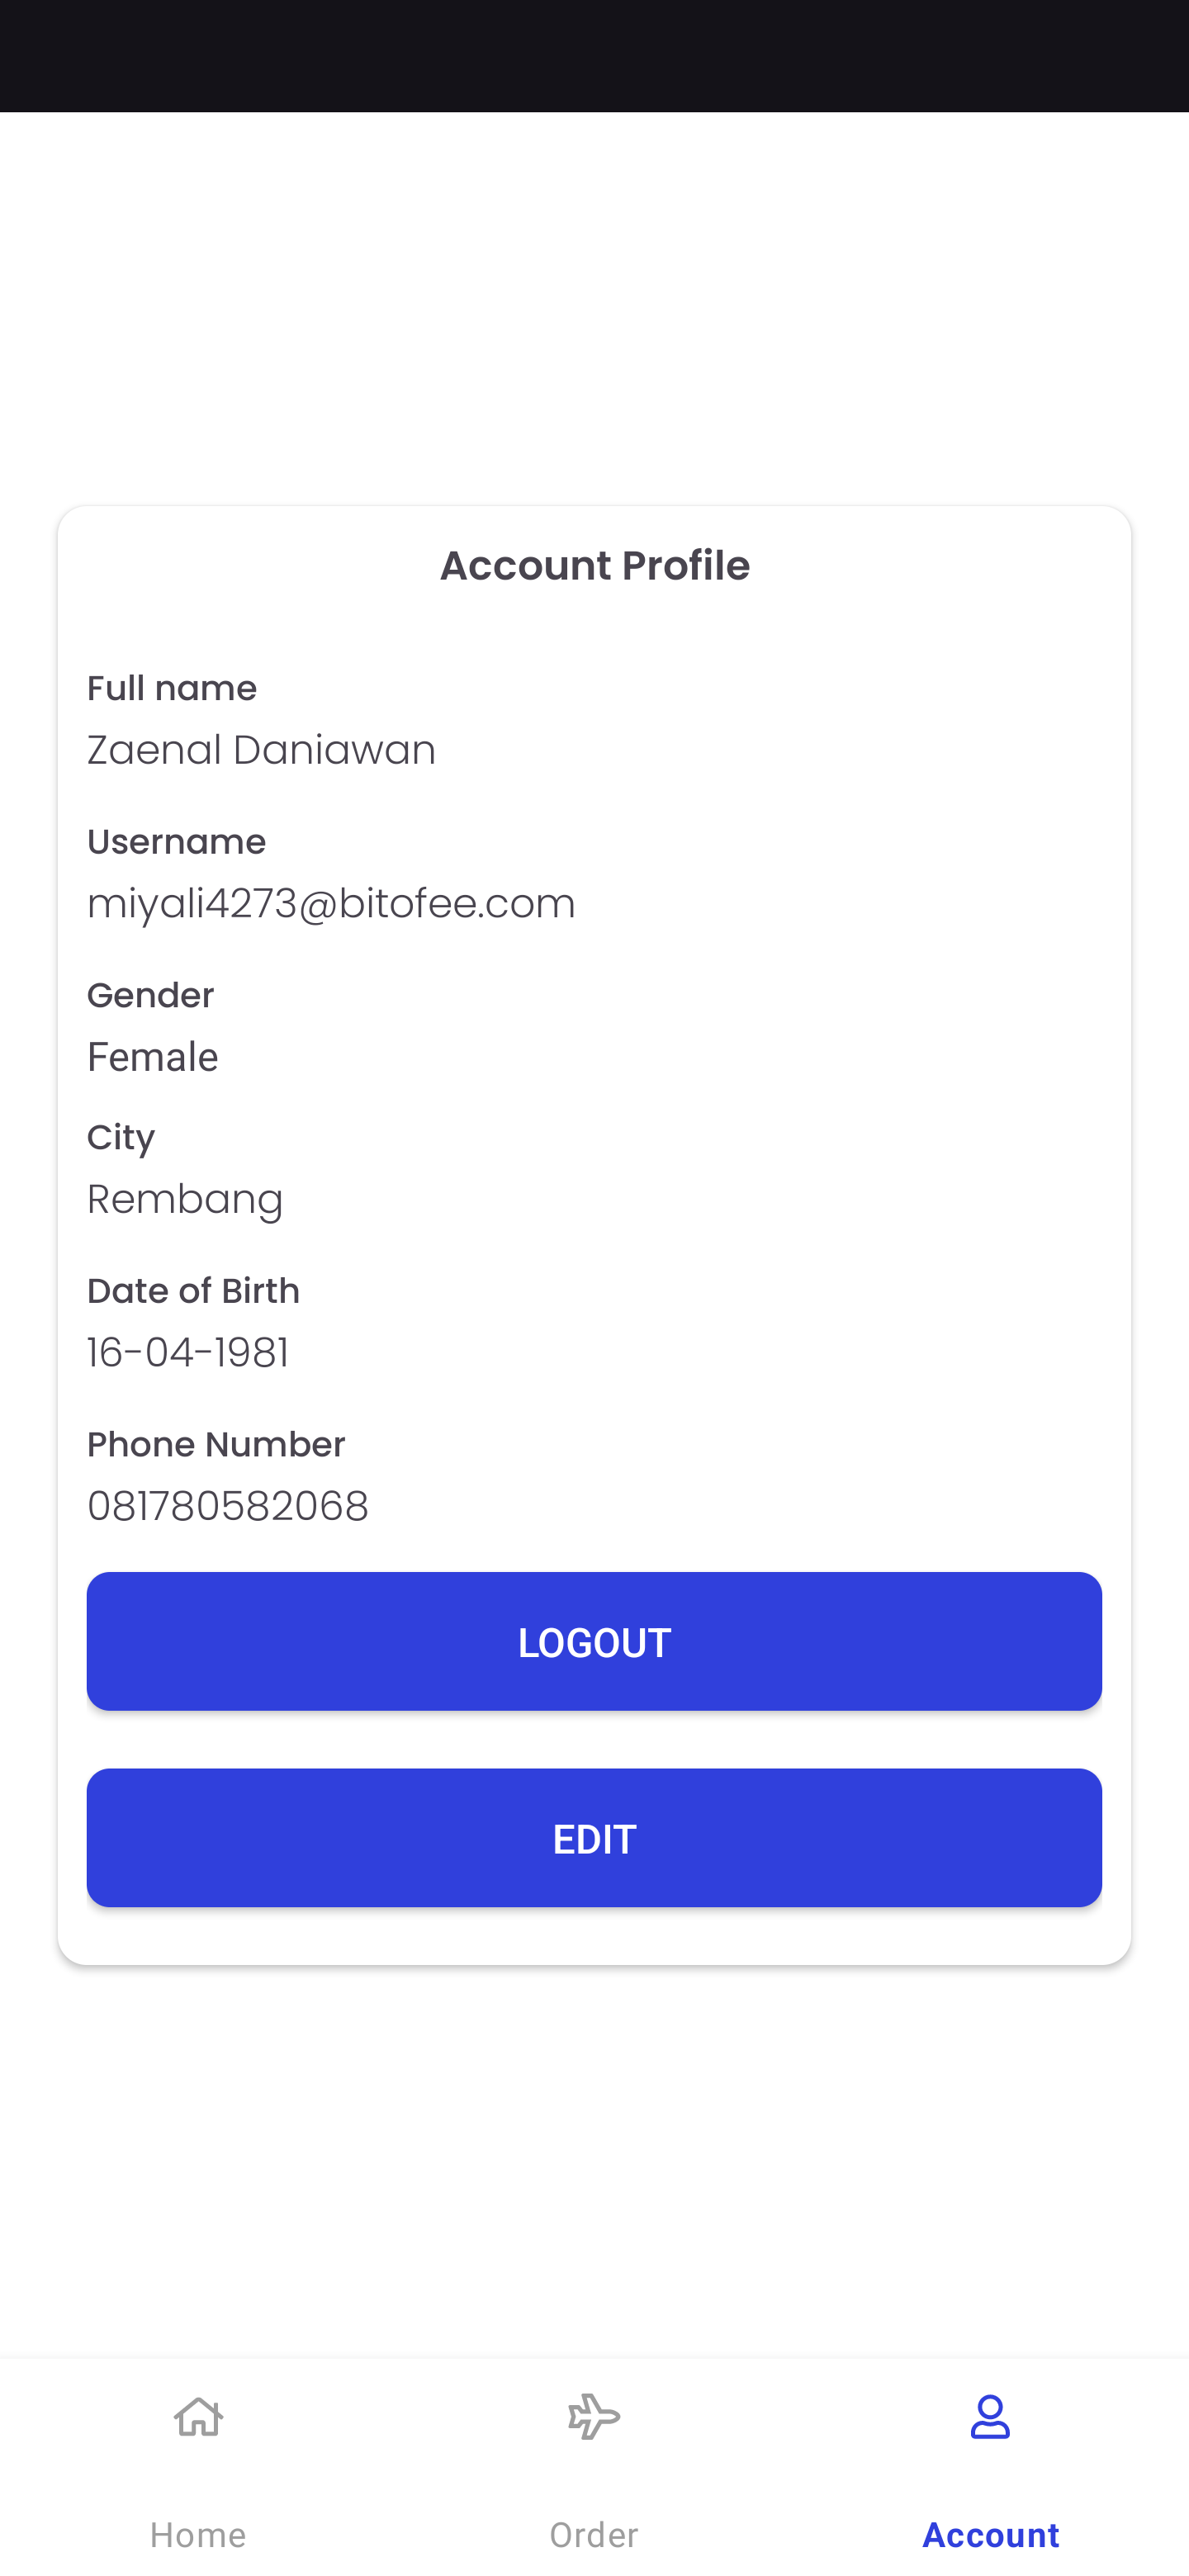 Account Profile
Full name
Zaenal Daniawan
Username
miyali4273@bitofee.com
Gender
Female
City
Rembang
Date of Birth
16-04-1981
Phone Number
081780582068
LOGOUT
EDIT
Home
Order
Account